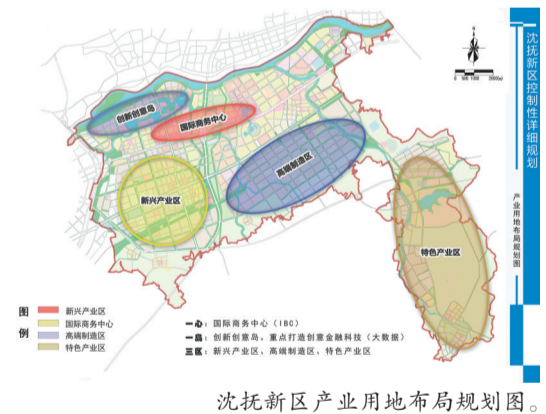 沈抚新区控制性详细规划
产业用地布局规划图
0 500 1000 2000(m)
创新创意岛
国际商务中心
高端制造区
新兴产业区
特色产业区
图例
新兴产业区
国际商务中心
高端制造区
特色产业区
一心：国际商务中心（IBC）
一岛：创新创意岛，重点打造创意金融科技（大数据）
三区：新兴产业区、高端制造区、特色产业区
沈抚新区产业用地布局规划图。